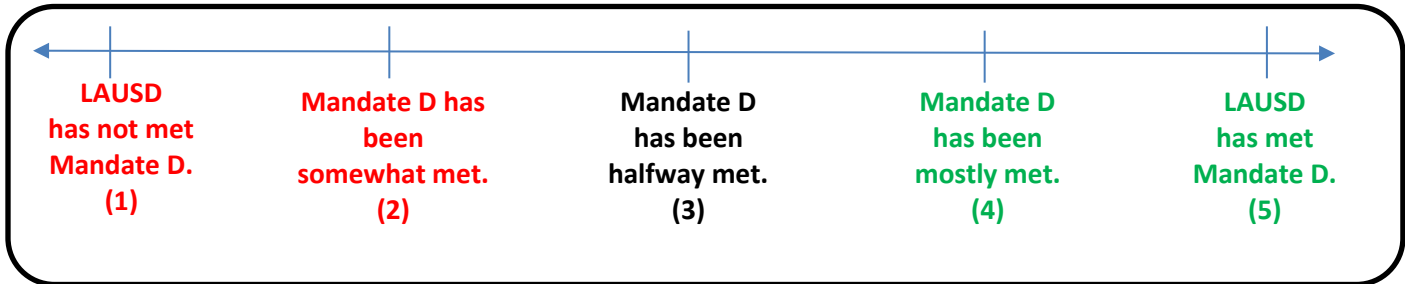 LAUSD
has not met
Mandate D.
(1)
Mandate D has
been
somewhat met.
(2)
Mandate D
has been
halfway met.
(3)
Mandate D
has been
mostly met.
(4)
LAUSD
has met
Mandate D.
(5)